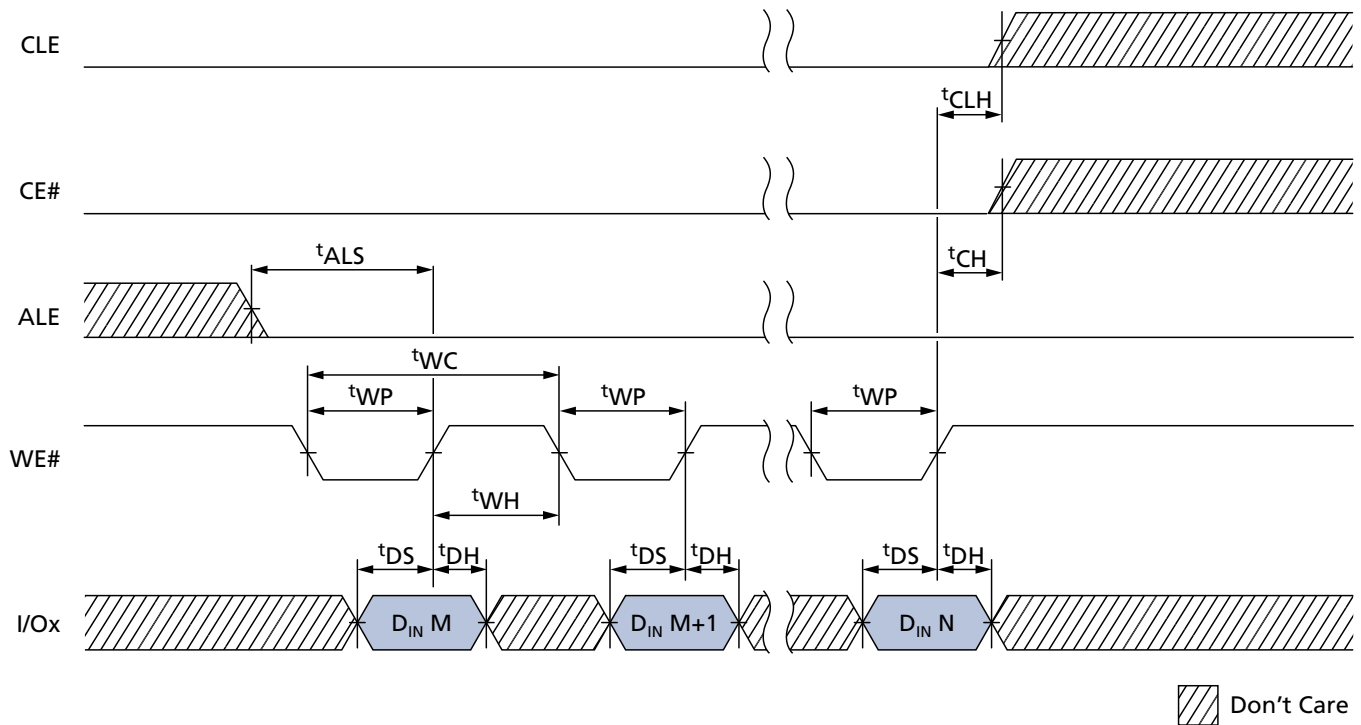 CLE
tCLH
CE#
tCH
tALS
ALE
tWC
tWP tWP tWP
WE#
tWH
tDS tDH tDS tDH tDS tDH
I/Ox DIN M DIN M+1 DIN N
Don't Care